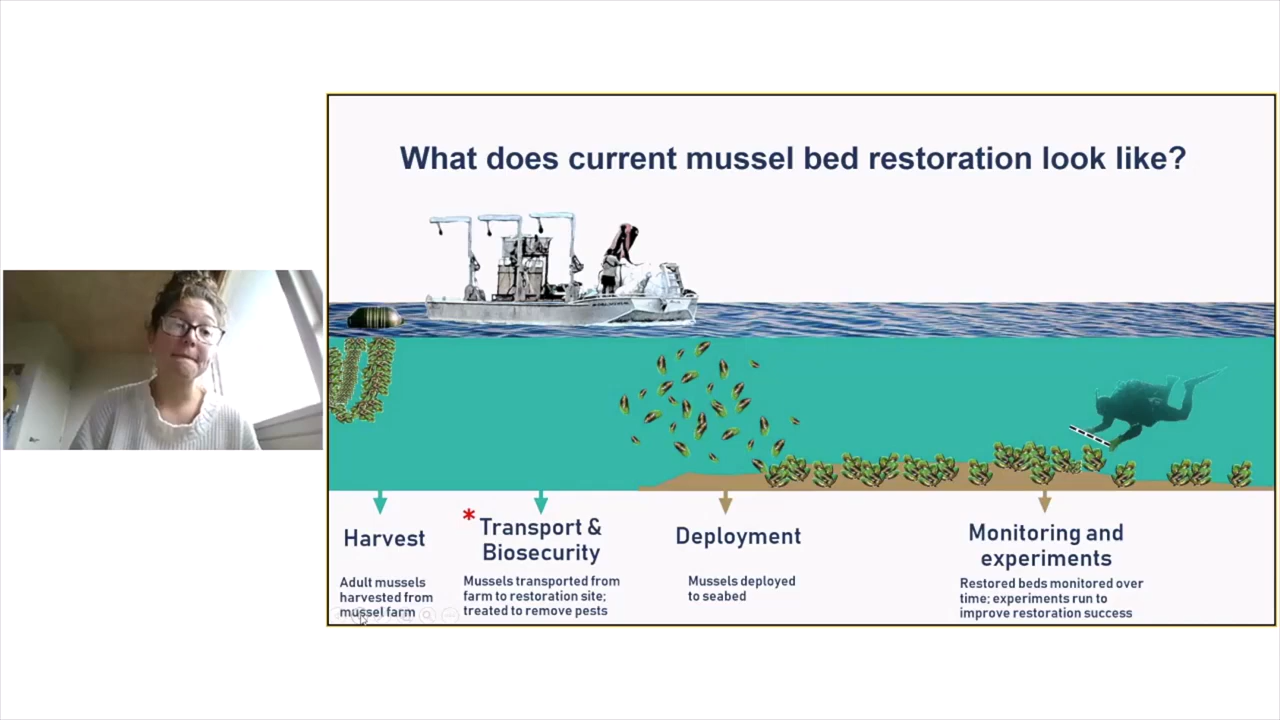 What does current mussel bed restoration look like?
Harvest
Adult mussels
harvested from
mussel farm
* Transport &
Biosecurity
Mussels transported from
farm to restoration site;
treated to remove pests
Deployment
Mussels deployed
to seabed
Monitoring and
experiments
Restored beds monitored over
time; experiments run to
improve restoration success